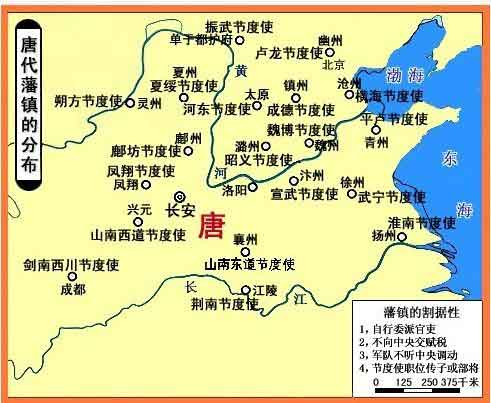 唐代藩镇的分布
振武节度使
单于都护府
幽州
卢龙节度使
北京
渤海
黄
夏州
夏绥节度使
朔方节度使
灵州
太原
河东节度使
镇州
成德节度使
沧州
横海节度使
平卢节度使
青州
魏博节度使
魏州
鄜州
鄜坊节度使
潞州
昭义节度使
河
凤翔节度使
凤翔
长安
洛阳
汴州
宣武节度使
徐州
武宁节度使
东海
兴元
山南西道节度使
唐
襄州
山南东道节度使
淮南节度使
扬州
剑南西川节度使
成都
长
江陵
荆南节度使
江
藩镇的割据性
1，自行委派官吏
2，不向中央交赋税
3，军队不听中央调动
4，节度使职位传子或部将
0 125 250 375千米